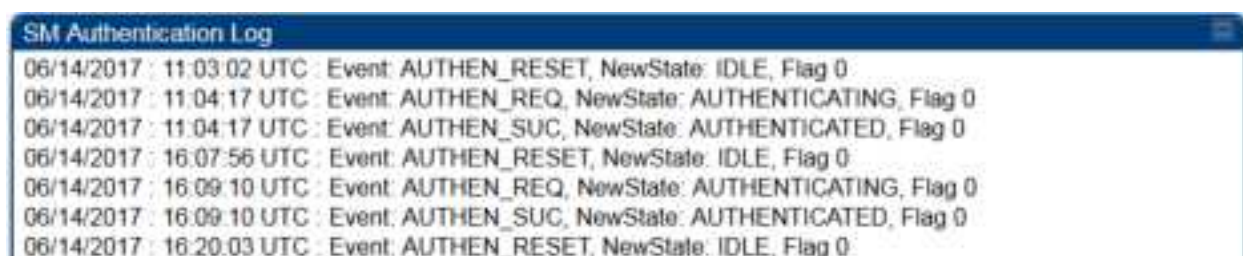 SM Authentication Log
06/14/2017 : 11:03:02 UTC : Event: AUTHEN_RESET, NewState: IDLE, Flag 0
06/14/2017 : 11:04:17 UTC : Event: AUTHEN_REQ, NewState: AUTHENTICATING, Flag 0
06/14/2017 : 11:04:17 UTC : Event: AUTHEN_SUC, NewState: AUTHENTICATED, Flag 0
06/14/2017 : 16:07:56 UTC : Event: AUTHEN_RESET, NewState: IDLE, Flag 0
06/14/2017 : 16:09:10 UTC : Event: AUTHEN_REQ, NewState: AUTHENTICATING, Flag 0
06/14/2017 : 16:09:10 UTC : Event: AUTHEN_SUC, NewState: AUTHENTICATED, Flag 0
06/14/2017 : 16:20:03 UTC : Event: AUTHEN_RESET, NewState: IDLE, Flag 0